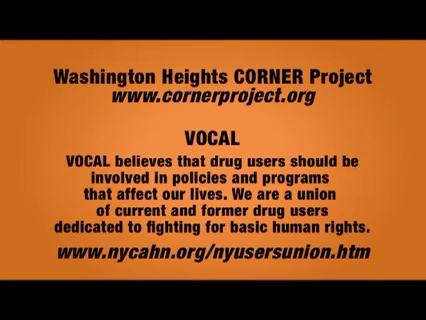 Washington Heights CORNER Project
www.cornerproject.org
VOCAL
VOCAL believes that drug users should be
involved in policies and programs
that affect our lives. We are a union
of current and former drug users
dedicated to fighting for basic human rights.
www.nycahn.org/nyusersunion.htm